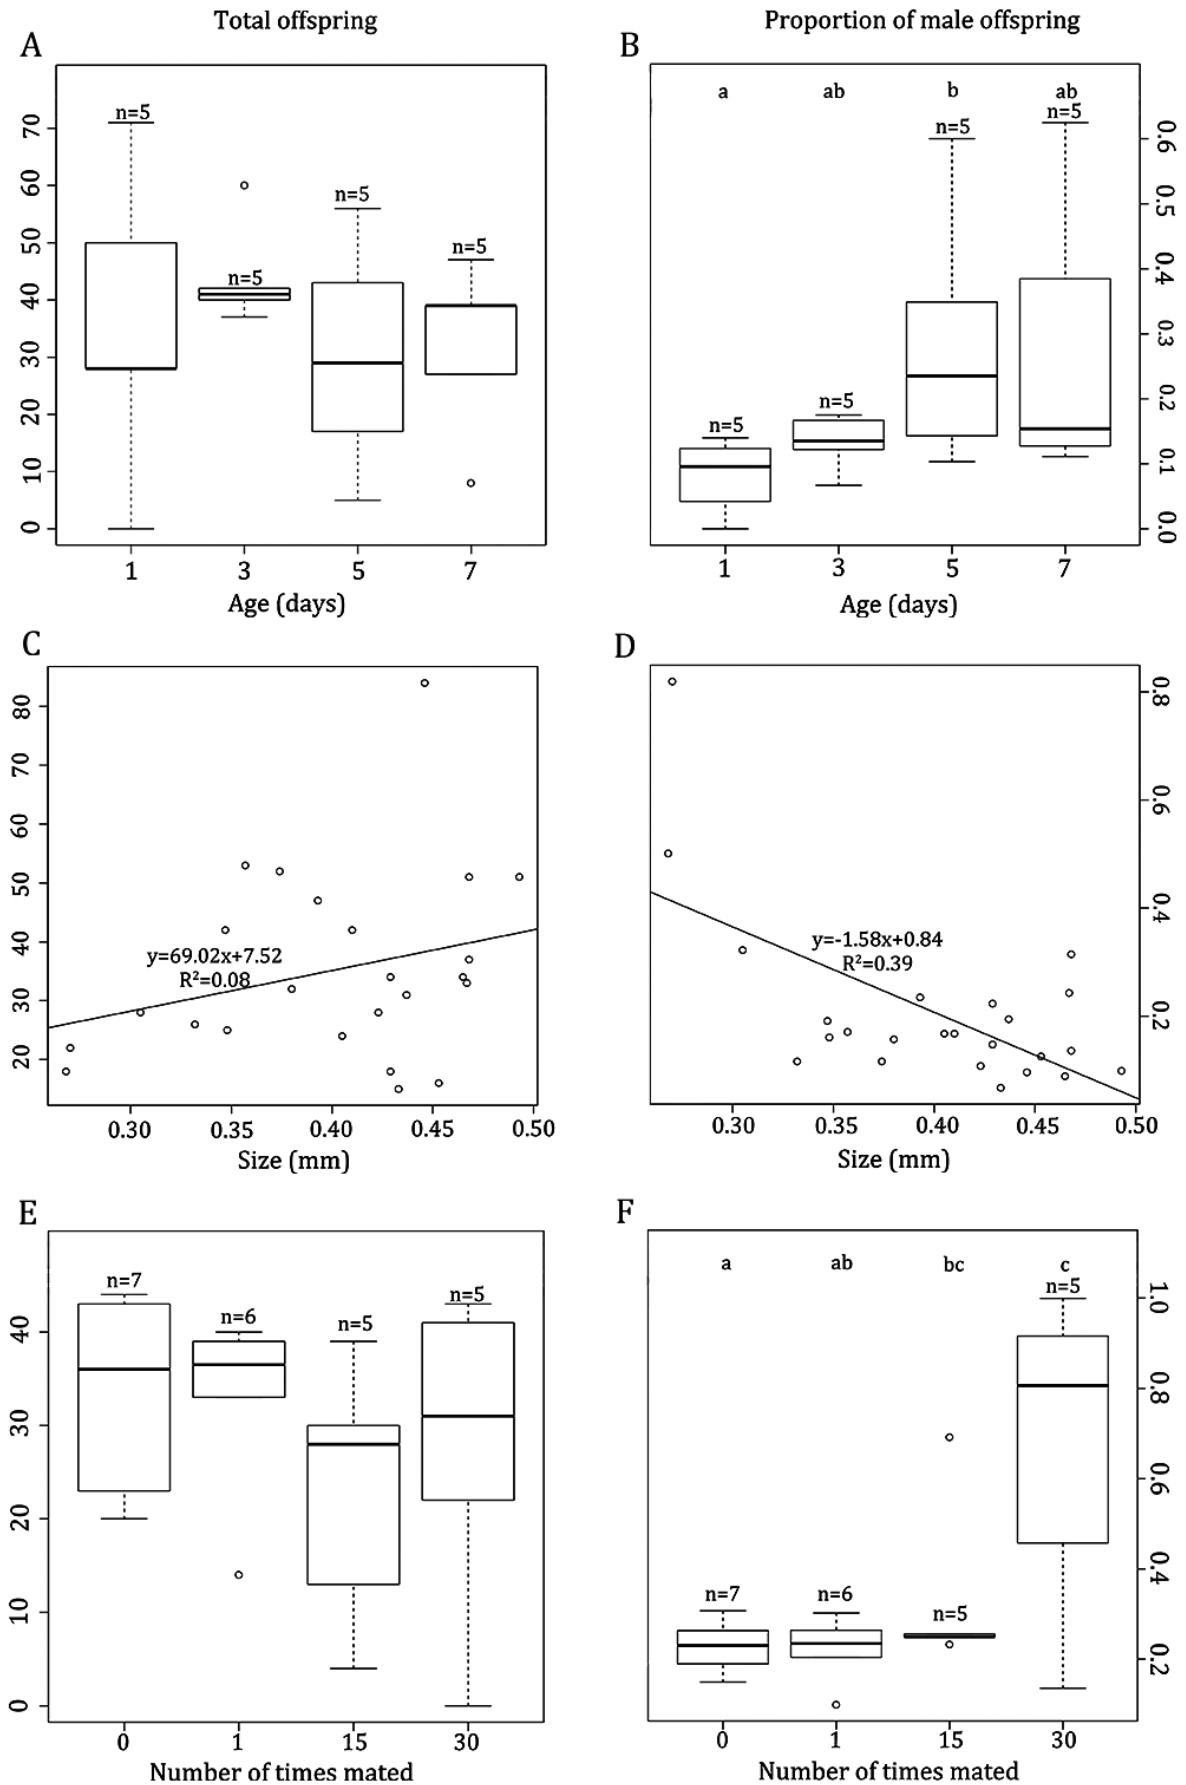 Total offspring
Proportion of male offspring
A
B
70
60
50
40
30
20
10
0
n=5
n=5
n=5
n=5
1
3
5
7
Age (days)
a
ab
b
ab
n=5
n=5
n=5
n=5
0.6
0.5
0.4
0.3
0.2
0.1
0.0
1
3
5
7
Age (days)
C
D
80
70
60
50
40
30
20
y=69.02x+7.52
R²=0.08
0.30
0.35
0.40
0.45
0.50
Size (mm)
y=-1.58x+0.84
R²=0.39
0.8
0.6
0.4
0.2
0.30
0.35
0.40
0.45
0.50
Size (mm)
E
F
40
30
20
10
0
n=7
n=6
n=5
n=5
0
1
15
30
Number of times mated
a
ab
bc
c
n=7
n=6
n=5
n=5
1.0
0.8
0.6
0.4
0.2
0
1
15
30
Number of times mated